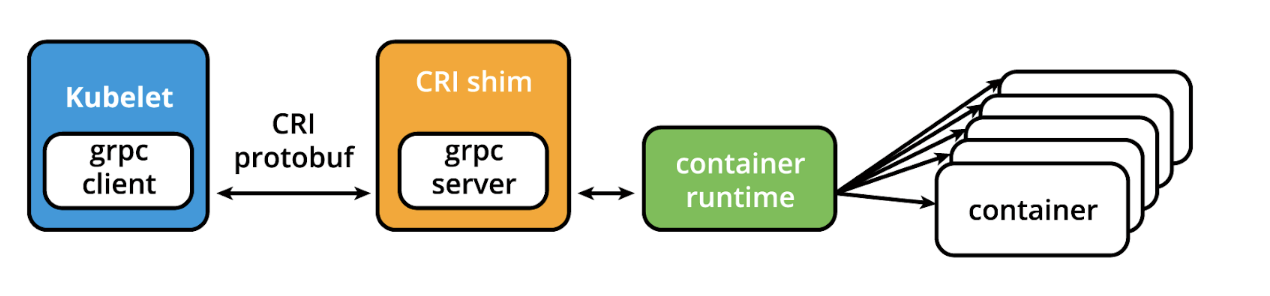 Kubelet
grpc
client
CRI
protobuf
CRI shim
grpc
server
container
runtime
container